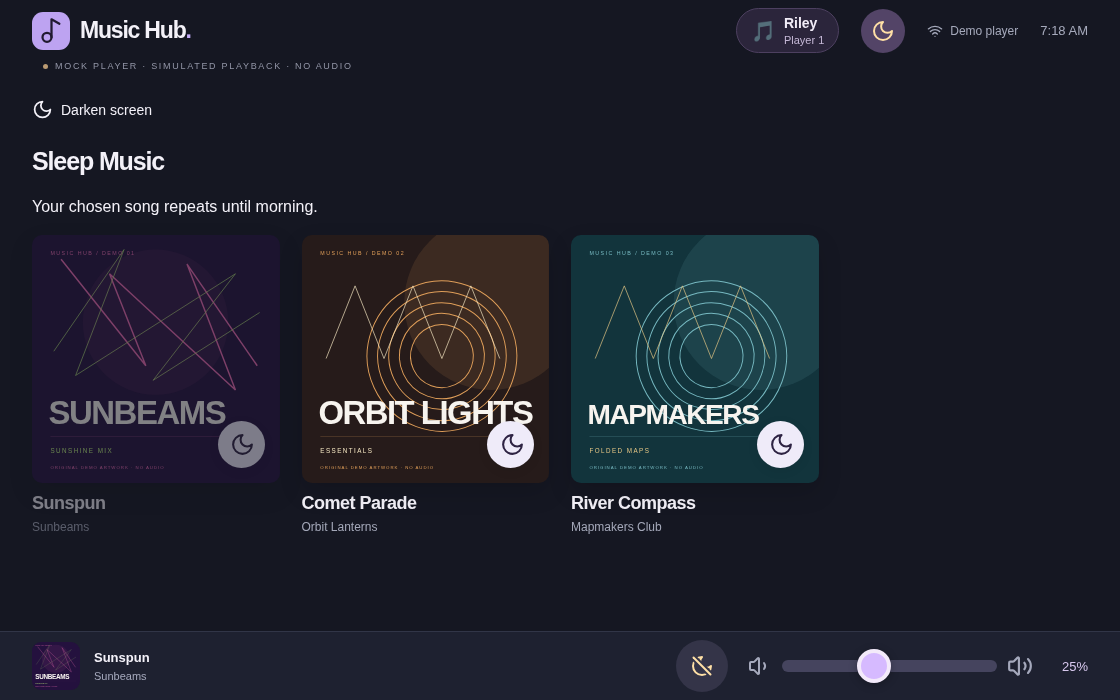 Music Hub.
Riley
Player 1
Demo player
7:18 AM
MOCK PLAYER · SIMULATED PLAYBACK · NO AUDIO
Darken screen
Sleep Music
Your chosen song repeats until morning.
MUSIC HUB / DEMO 01
SUNBEAMS
SUNSHINE MIX
ORIGINAL DEMO ARTWORK · NO AUDIO
Sunspun
Sunbeams
MUSIC HUB / DEMO 02
ORBIT LIGHTS
ESSENTIALS
ORIGINAL DEMO ARTWORK · NO AUDIO
Comet Parade
Orbit Lanterns
MUSIC HUB / DEMO 03
MAPMAKERS
FOLDED MAPS
ORIGINAL DEMO ARTWORK · NO AUDIO
River Compass
Mapmakers Club
SUNBEAMS
Sunspun
Sunbeams
25%